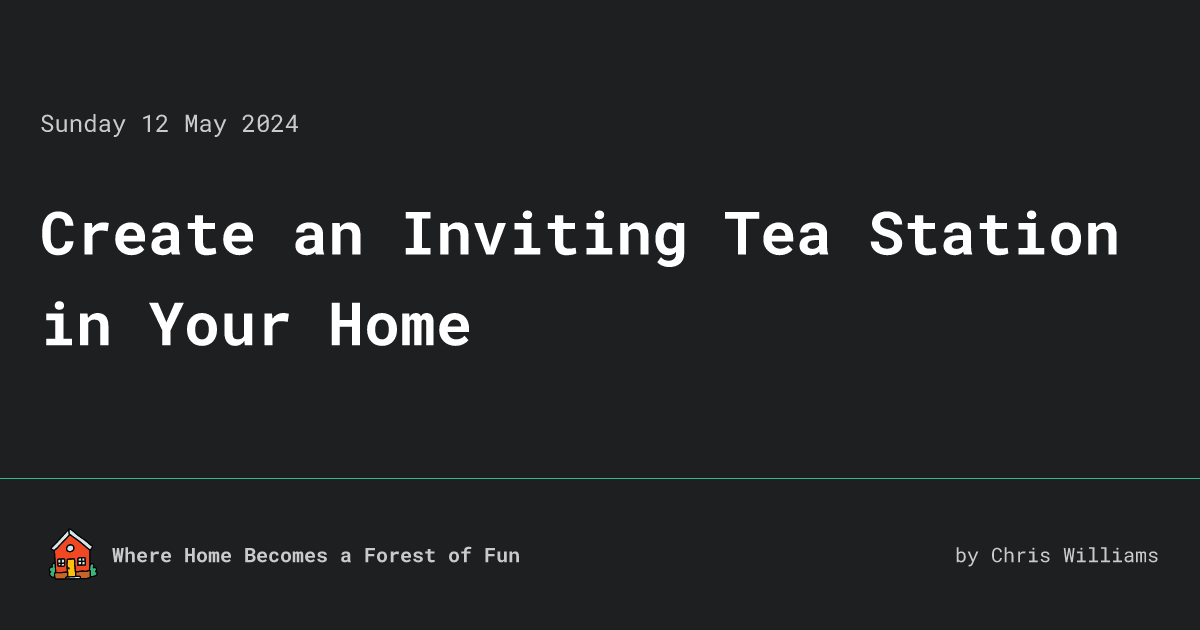 Sunday 12 May 2024
Create an Inviting Tea Station
in Your Home
Where Home Becomes a Forest of Fun
by Chris Williams